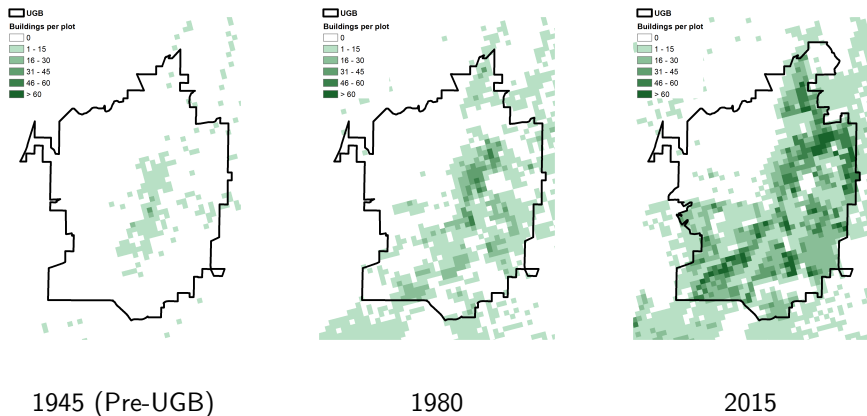 UGB
Buildings per plot
0
1 - 15
16 - 30
31 - 45
46 - 60
> 60
UGB
Buildings per plot
0
1 - 15
16 - 30
31 - 45
46 - 60
> 60
UGB
Buildings per plot
0
1 - 15
16 - 30
31 - 45
46 - 60
> 60
1945 (Pre-UGB)
1980
2015